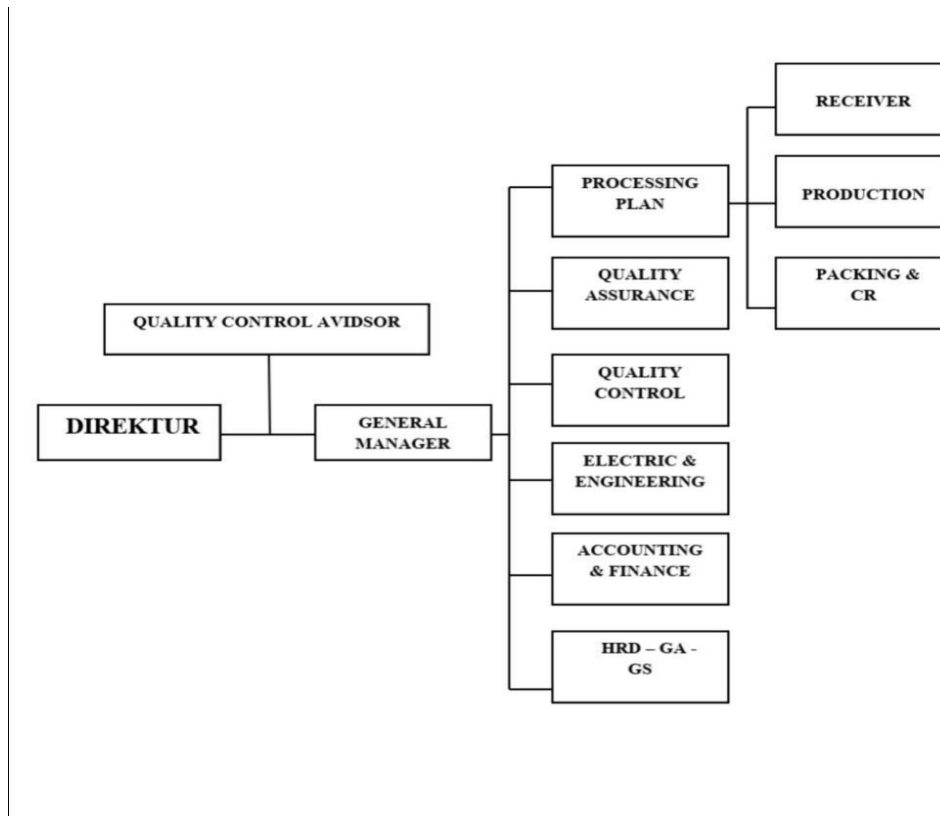 RECEIVER
PROCESSING
PLAN
PRODUCTION
QUALITY
ASSURANCE
PACKING &
CR
QUALITY CONTROL AVIDSOR
QUALITY
CONTROL
DIREKTUR
GENERAL
MANAGER
ELECTRIC &
ENGINEERING
ACCOUNTING
& FINANCE
HRD – GA -
GS